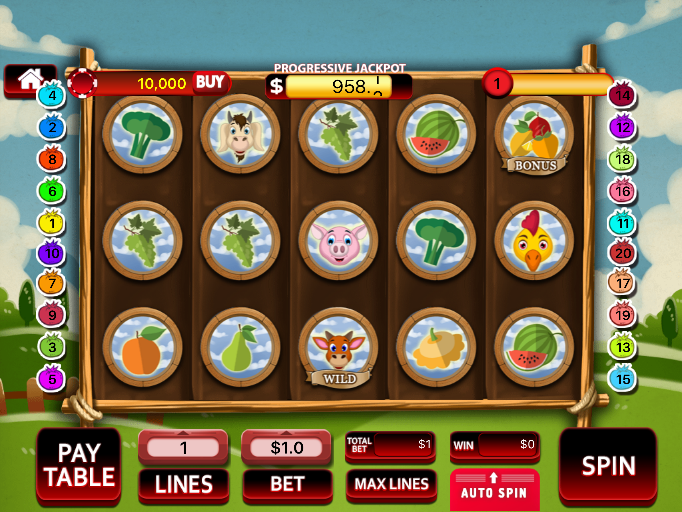 PROGRESSIVE JACKPOT
10,000 BUY
$ 958.
1
4
14
2
12
8
18
6
16
1
11
10
20
7
17
9
19
3
13
5
15
BONUS
WILD
PAY TABLE
1
LINES
$1.0
BET
TOTAL BET $1
MAX LINES
WIN $0
AUTO SPIN
SPIN